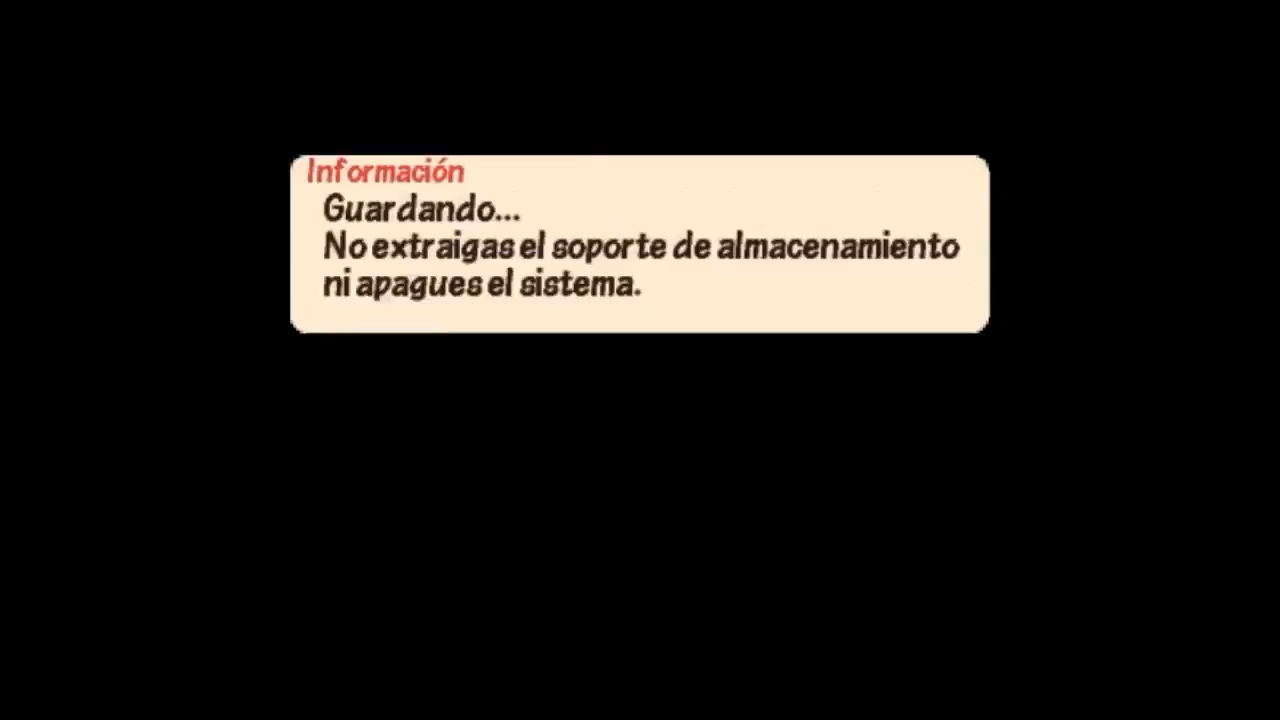 Información
Guardando...
No extraigas el soporte de almacenamiento
ni apagues el sistema.